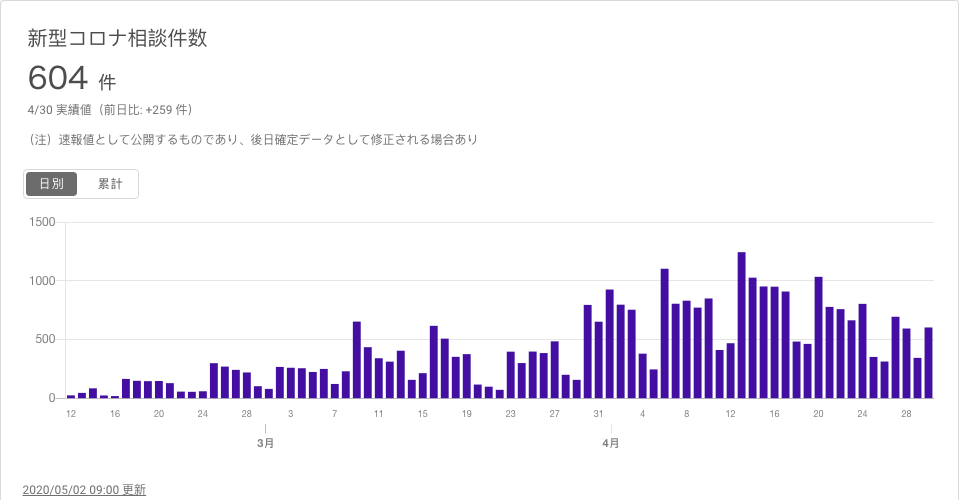 新型コロナ相談件数
604 件
4/30 実績値（前日比: +259 件）
（注）速報値として公開するものであり、後日確定データとして修正される場合あり
日別 累計
1500
1000
500
0
12 16 20 24 28 3 7 11 15 19 23 27 31 4 8 12 16 20 24 28
3月 4月
2020/05/02 09:00 更新